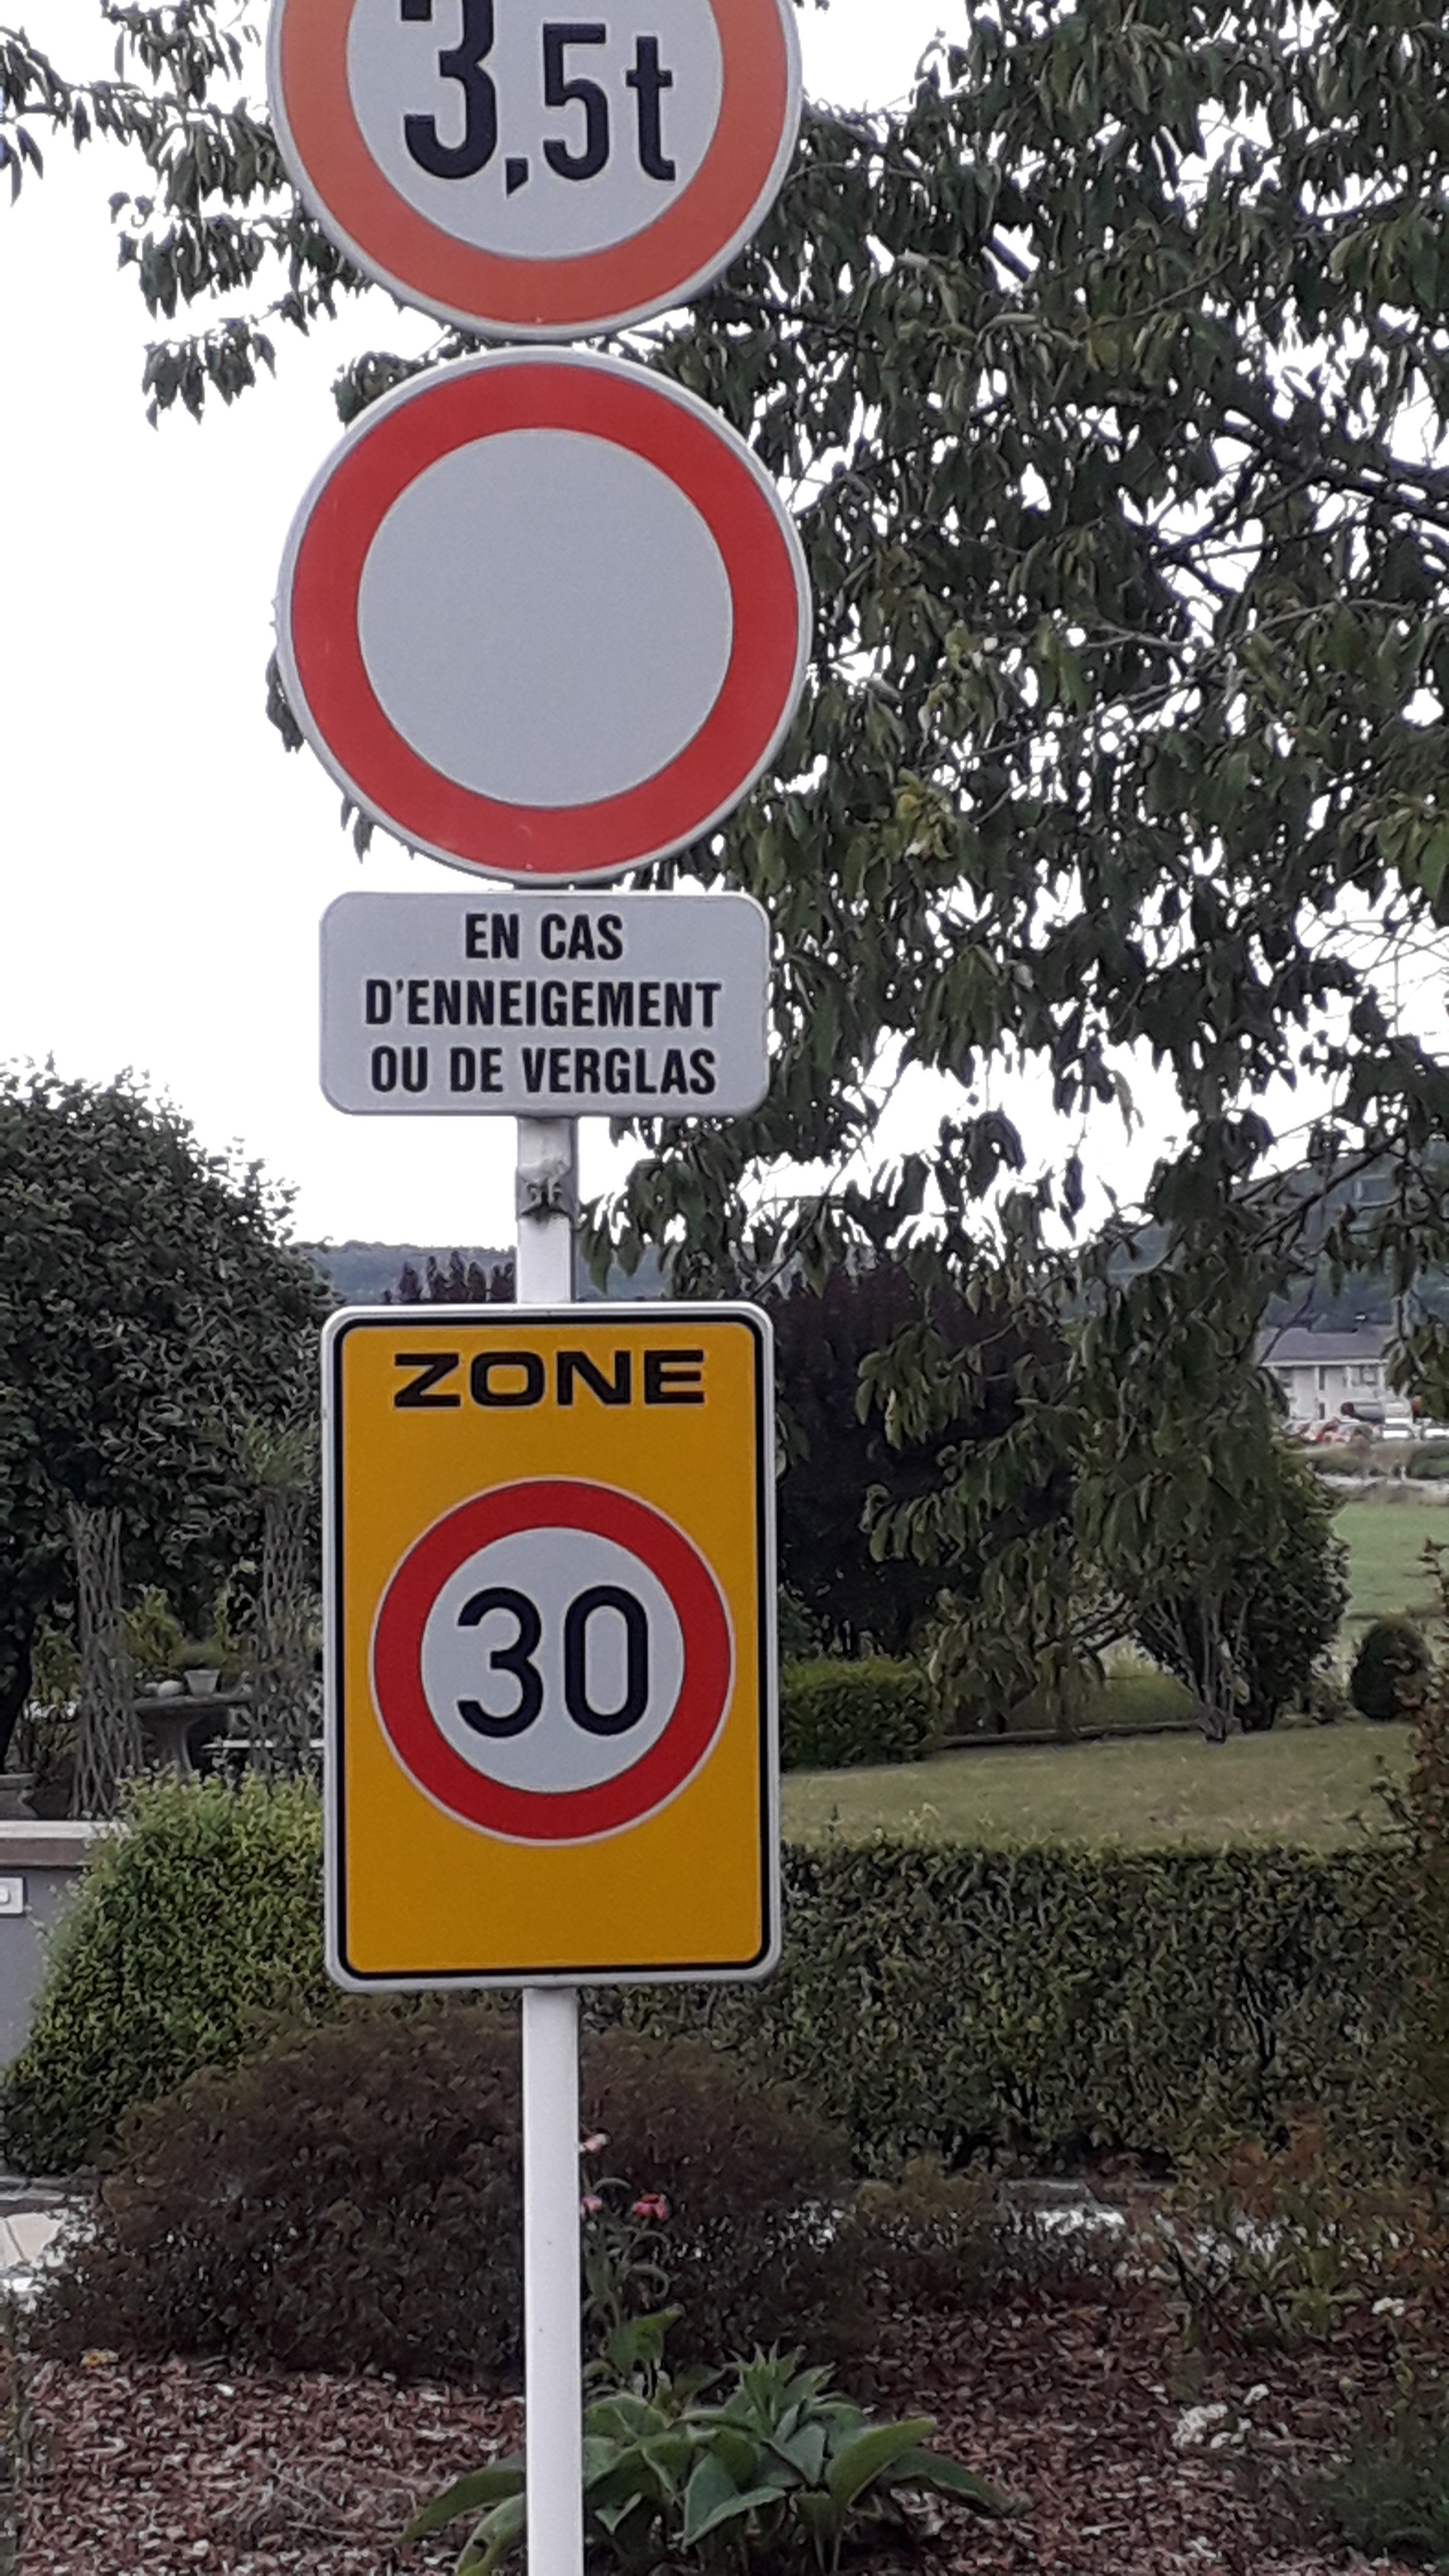 3,5t
EN CAS
D'ENNEIGEMENT
OU DE VERGLAS
ZONE
30